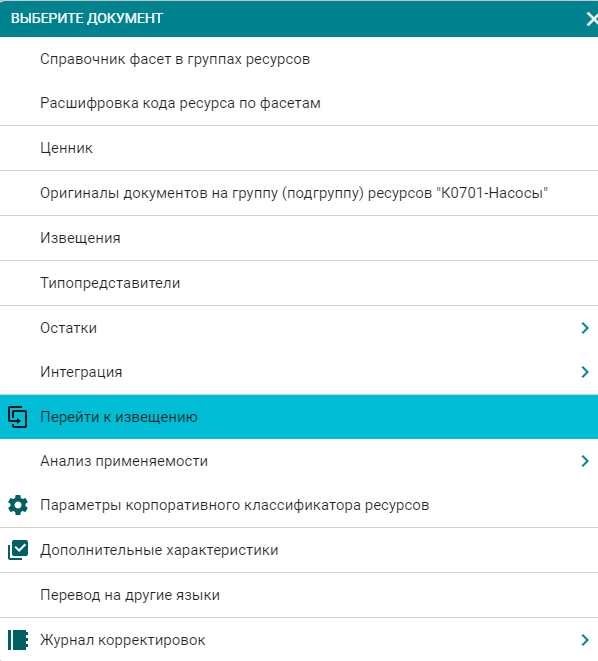 ВЫБЕРИТЕ ДОКУМЕНТ
Справочник фасет в группах ресурсов
Расшифровка кода ресурса по фасетам
Ценник
Оригиналы документов на группу (подгруппу) ресурсов "К0701-Насосы"
Извещения
Типопредставители
Остатки
Интеграция
Перейти к извещению
Анализ применяемости
Параметры корпоративного классификатора ресурсов
Дополнительные характеристики
Перевод на другие языки
Журнал корректировок